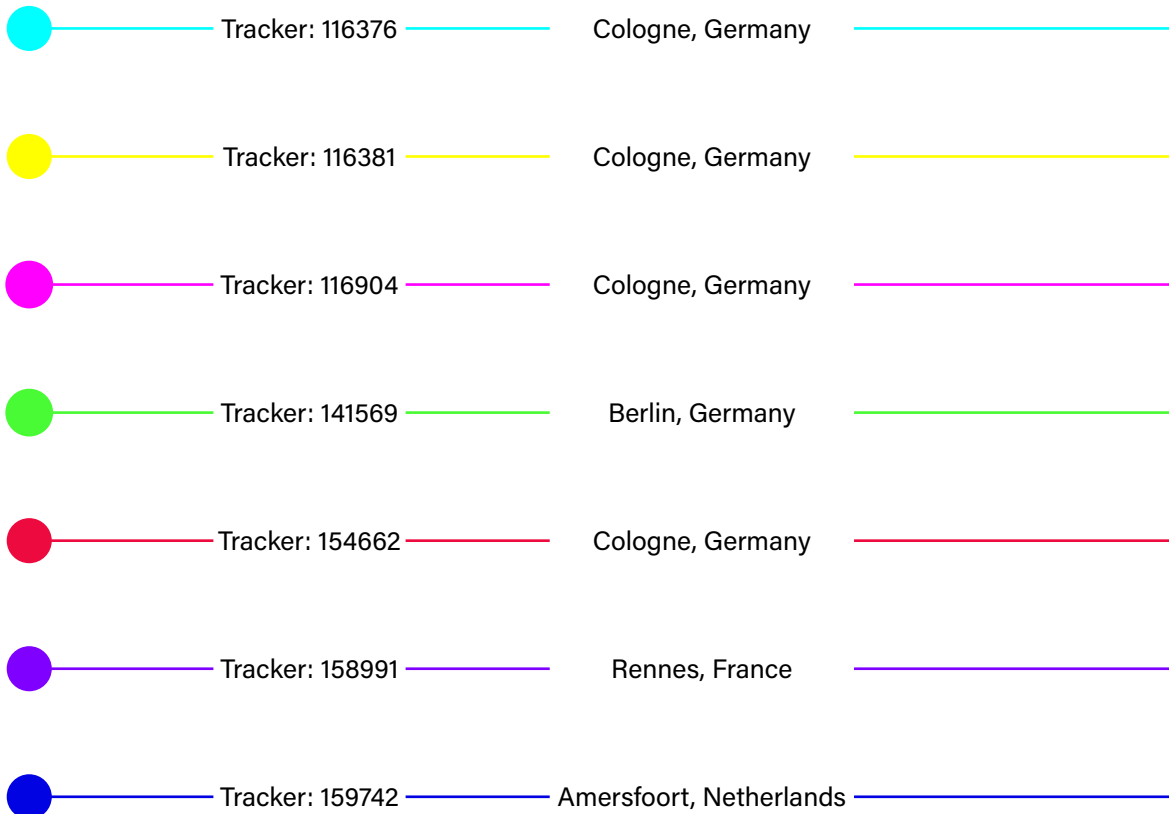 Tracker: 116376 Cologne, Germany
Tracker: 116381 Cologne, Germany
Tracker: 116904 Cologne, Germany
Tracker: 141569 Berlin, Germany
Tracker: 154662 Cologne, Germany
Tracker: 158991 Rennes, France
Tracker: 159742 Amersfoort, Netherlands